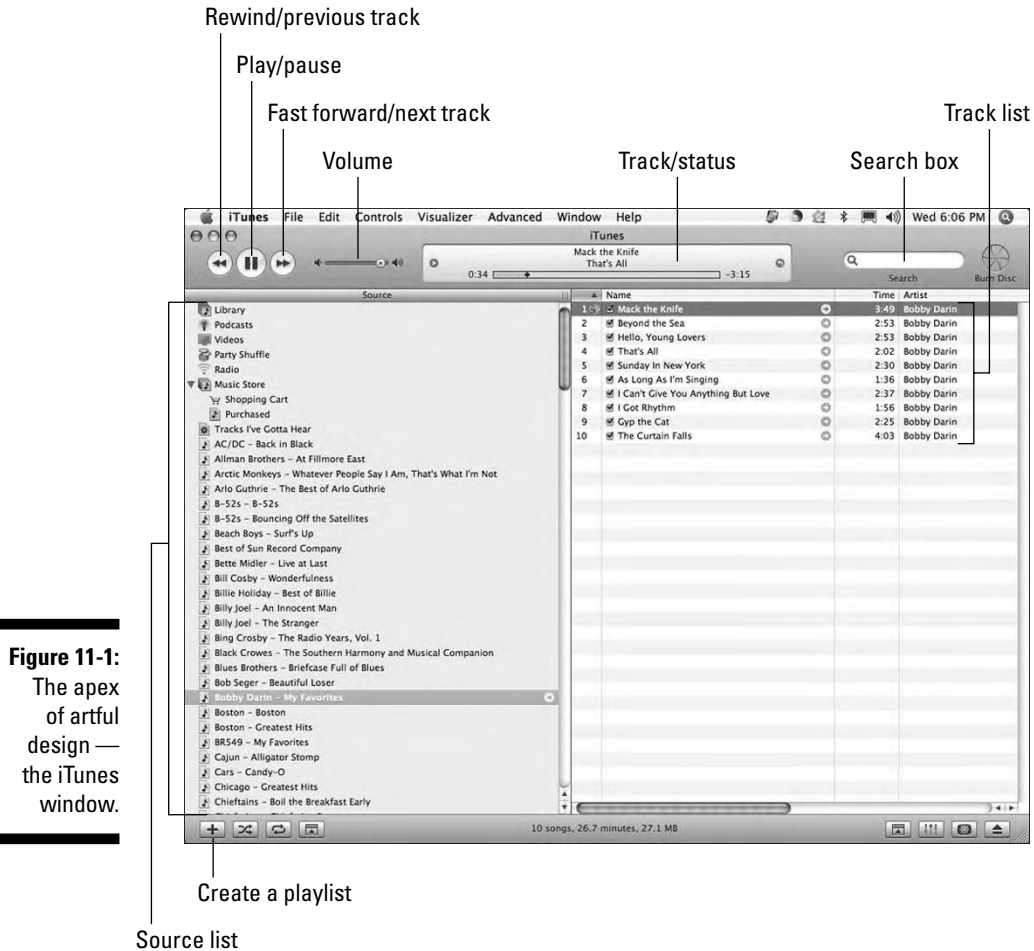 Rewind/previous track
Play/pause
Fast forward/next track
Track list
Volume
Track/status
Search box
iTunes File Edit Controls Visualizer Advanced Window Help
Wed 6:06 PM
iTunes
Mack the Knife
That's All
0:34
-3:15
Search
Burn Disc
Source
Library
Podcasts
Videos
Party Shuffle
Radio
Music Store
Shopping Cart
Purchased
Tracks I've Gotta Hear
AC/DC – Back in Black
Allman Brothers – At Fillmore East
Arctic Monkeys – Whatever People Say I Am, That's What I'm Not
Arlo Guthrie – The Best of Arlo Guthrie
B-52s – B-52s
B-52s – Bouncing Off the Satellites
Beach Boys – Surf's Up
Best of Sun Record Company
Bette Midler – Live at Last
Bill Cosby – Wonderfulness
Billie Holiday – Best of Billie
Billy Joel – An Innocent Man
Billy Joel – The Stranger
Bing Crosby – The Radio Years, Vol. 1
Black Crowes – The Southern Harmony and Musical Companion
Blues Brothers – Briefcase Full of Blues
Bob Seger – Beautiful Loser
Bobby Darin – My Favorites
Boston – Boston
Boston – Greatest Hits
BR549 – My Favorites
Cajun – Alligator Stomp
Cars – Candy-O
Chicago – Greatest Hits
Chieftains – Boil the Breakfast Early
Name Time Artist
1 Mack the Knife 3:49 Bobby Darin
2 Beyond the Sea 2:53 Bobby Darin
3 Hello, Young Lovers 2:53 Bobby Darin
4 That's All 2:02 Bobby Darin
5 Sunday In New York 2:30 Bobby Darin
6 As Long As I'm Singing 1:36 Bobby Darin
7 I Can't Give You Anything But Love 2:37 Bobby Darin
8 I Got Rhythm 1:56 Bobby Darin
9 Gyp the Cat 2:25 Bobby Darin
10 The Curtain Falls 4:03 Bobby Darin
10 songs, 26.7 minutes, 27.1 MB
Create a playlist
Source list
Figure 11-1:
The apex
of artful
design —
the iTunes
window.